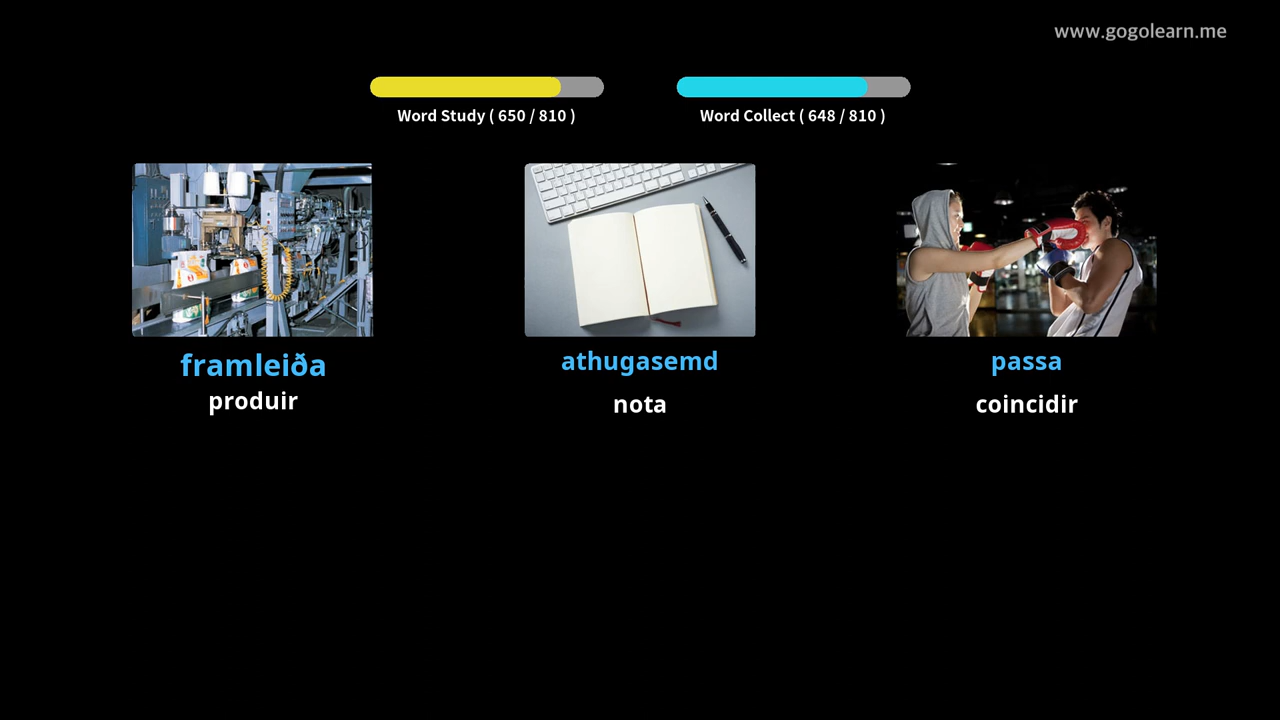 www.gogolearn.me
Word Study ( 650 / 810 )
Word Collect ( 648 / 810 )
framleiða
produir
athugasemd
nota
passa
coincidir